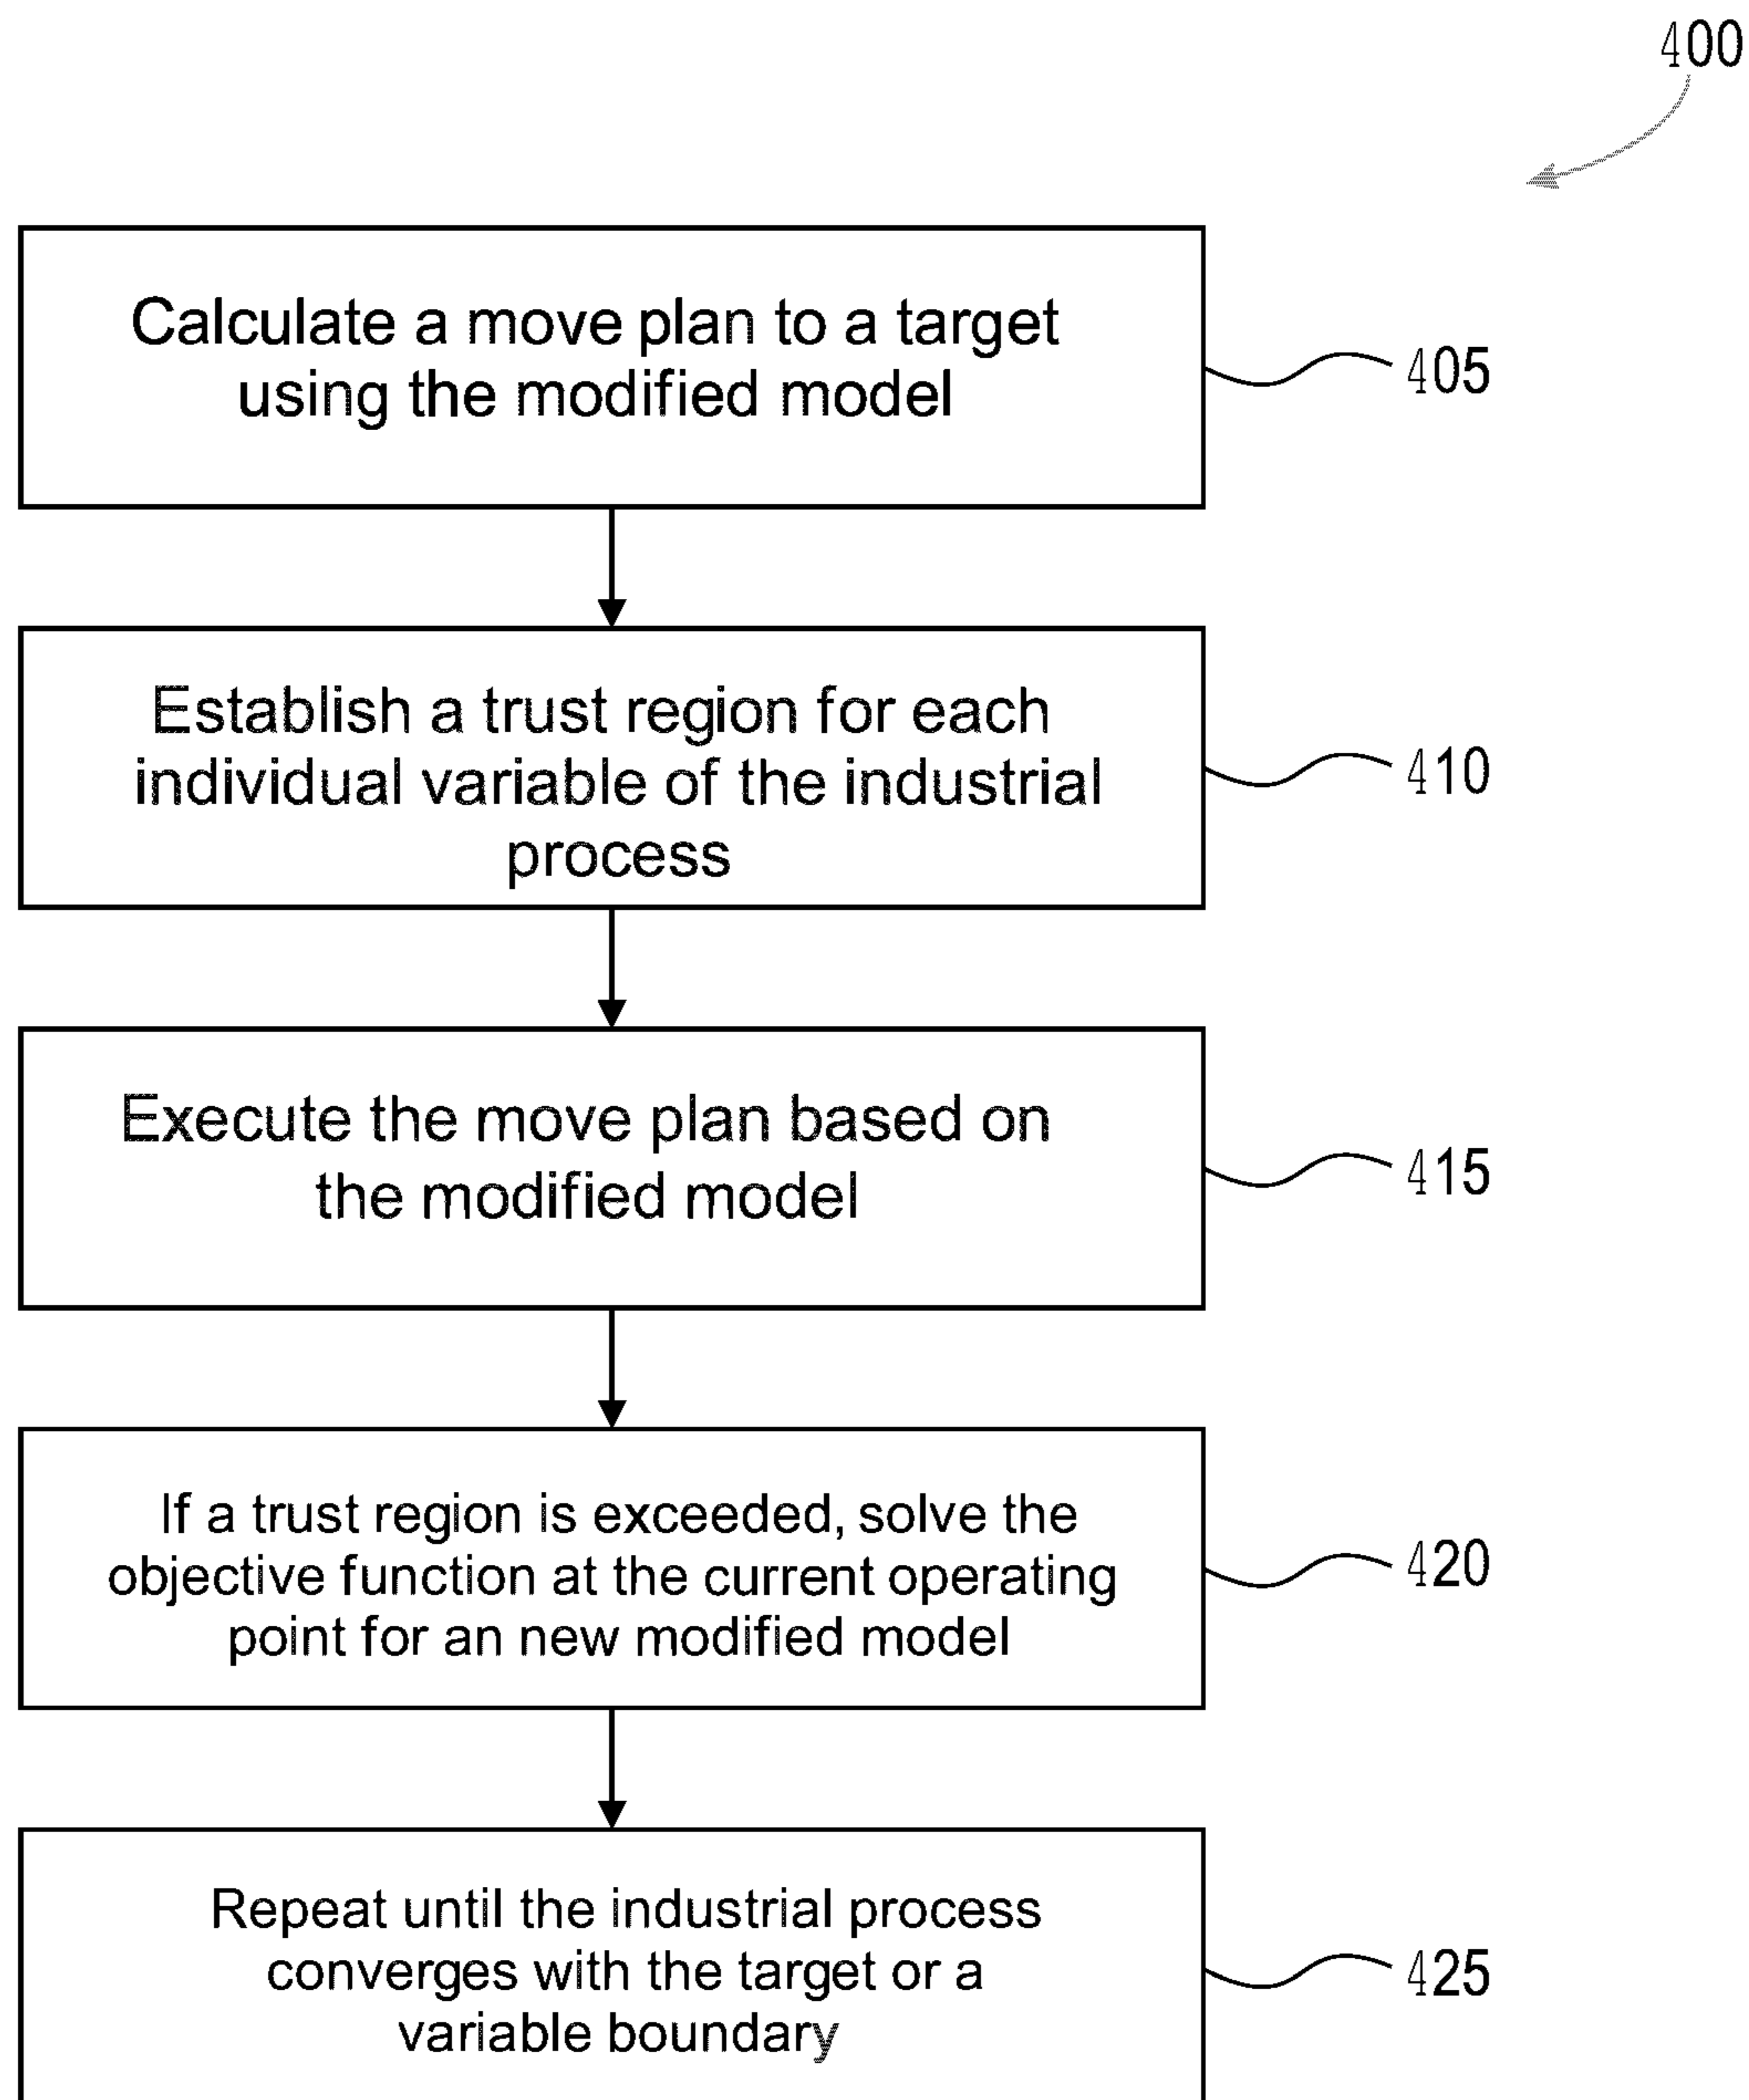 400
Calculate a move plan to a target
using the modified model
405
Establish a trust region for each
individual variable of the industrial
process
410
Execute the move plan based on
the modified model
415
If a trust region is exceeded, solve the
objective function at the current operating
point for an new modified model
420
Repeat until the industrial process
converges with the target or a
variable boundary
425